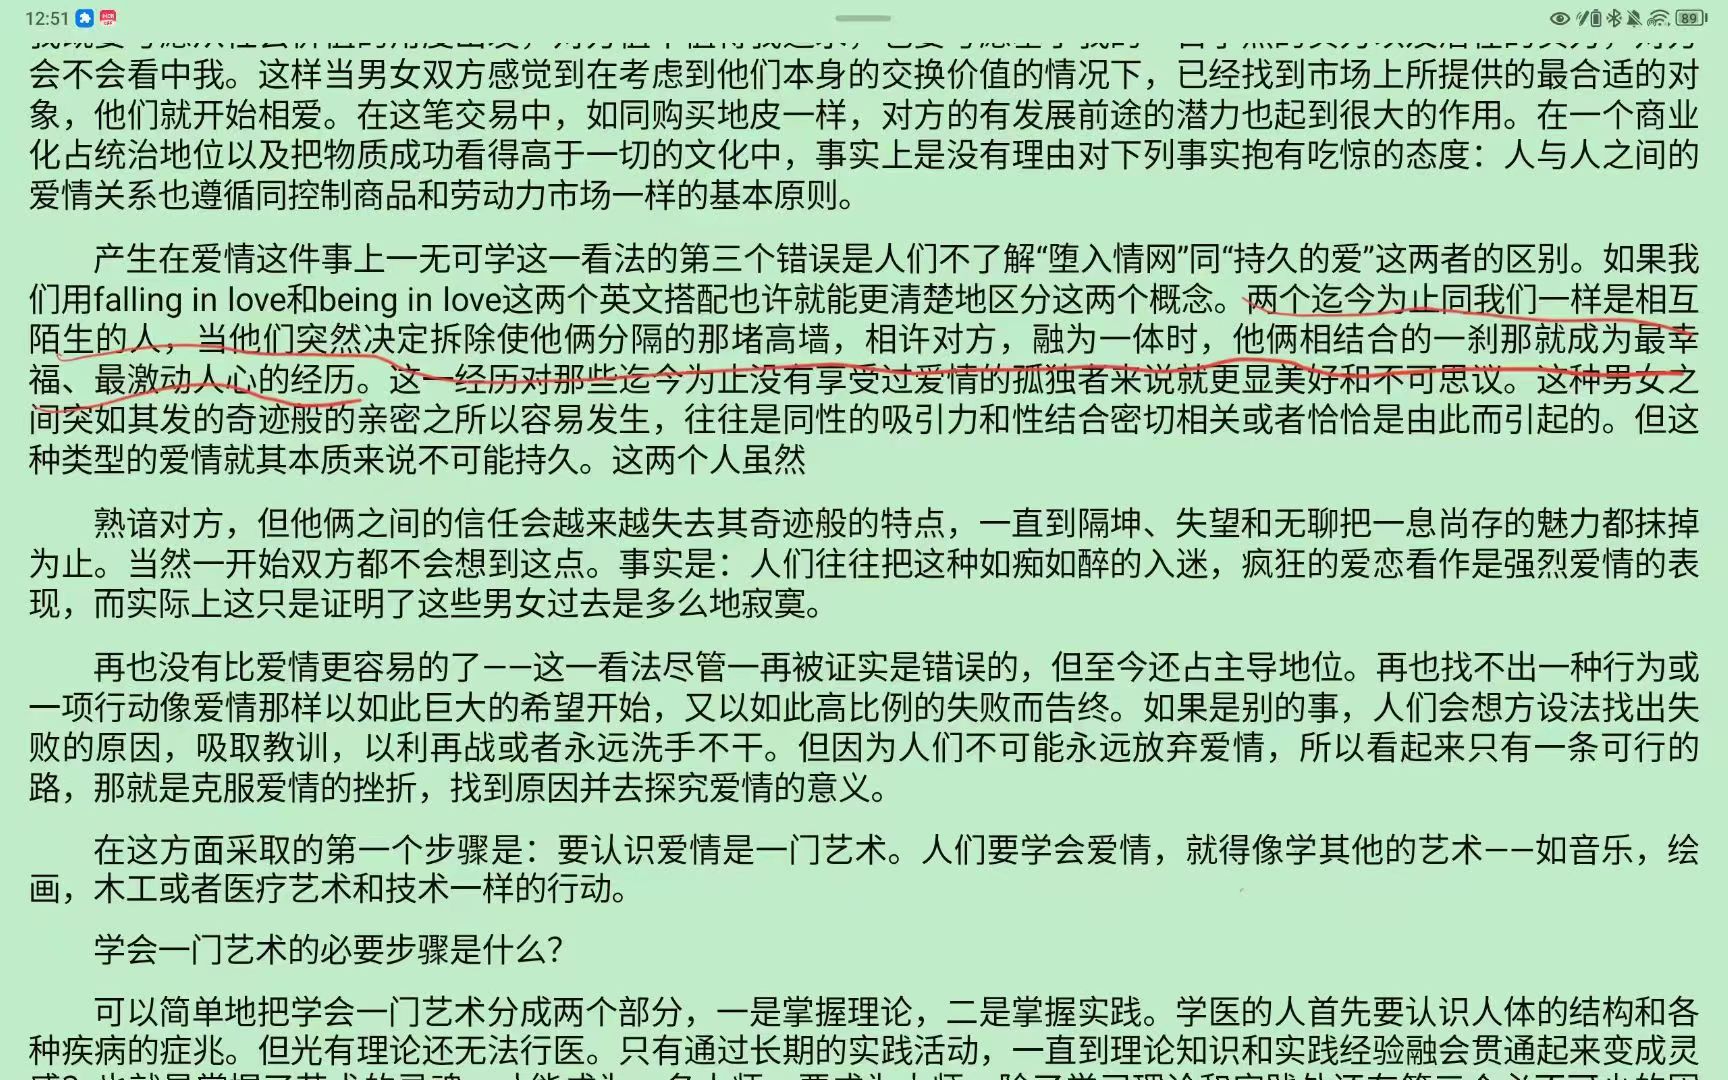 12:51
89
会不会看中我。这样当男女双方感觉到在考虑到他们本身的交换价值的情况下，已经找到市场上所提供的最合适的对
象，他们就开始相爱。在这笔交易中，如同购买地皮一样，对方的有发展前途的潜力也起到很大的作用。在一个商业
化占统治地位以及把物质成功看得高于一切的文化中，事实上是没有理由对下列事实抱有吃惊的态度：人与人之间的
爱情关系也遵循同控制商品和劳动力市场一样的基本原则。
产生在爱情这件事上一无可学这一看法的第三个错误是人们不了解“堕入情网”同“持久的爱”这两者的区别。如果我
们用falling in love和being in love这两个英文搭配也许就能更清楚地区分这两个概念。两个迄今为止同我们一样是相互
陌生的人，当他们突然决定拆除使他俩分隔的那堵高墙，相许对方，融为一体时，他俩相结合的一刹那就成为最幸
福、最激动人心的经历。这一经历对那些迄今为止没有享受过爱情的孤独者来说就更显美好和不可思议。这种男女之
间突如其发的奇迹般的亲密之所以容易发生，往往是同性的吸引力和性结合密切相关或者恰恰是由此而引起的。但这
种类型的爱情就其本质来说不可能持久。这两个人虽然
熟谙对方，但他俩之间的信任会越来越失去其奇迹般的特点，一直到隔坤、失望和无聊把一息尚存的魅力都抹掉
为止。当然一开始双方都不会想到这点。事实是：人们往往把这种如痴如醉的入迷，疯狂的爱恋看作是强烈爱情的表
现，而实际上这只是证明了这些男女过去是多么地寂寞。
再也没有比爱情更容易的了——这一看法尽管一再被证实是错误的，但至今还占主导地位。再也找不出一种行为或
一项行动像爱情那样以如此巨大的希望开始，又以如此高比例的失败而告终。如果是别的事，人们会想方设法找出失
败的原因，吸取教训，以利再战或者永远洗手不干。但因为人们不可能永远放弃爱情，所以看起来只有一条可行的
路，那就是克服爱情的挫折，找到原因并去探究爱情的意义。
在这方面采取的第一个步骤是：要认识爱情是一门艺术。人们要学会爱情，就得像学其他的艺术——如音乐，绘
画，木工或者医疗艺术和技术一样的行动。
学会一门艺术的必要步骤是什么？
可以简单地把学会一门艺术分成两个部分，一是掌握理论，二是掌握实践。学医的人首先要认识人体的结构和各
种疾病的症兆。但光有理论还无法行医。只有通过长期的实践活动，一直到理论知识和实践经验融会贯通起来变成灵